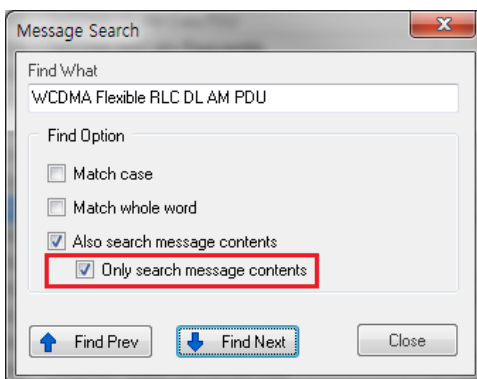 Message Search
Find What
WCDMA Flexible RLC DL AM PDU
Find Option
Match case
Match whole word
Also search message contents
Only search message contents
Find Prev
Find Next
Close